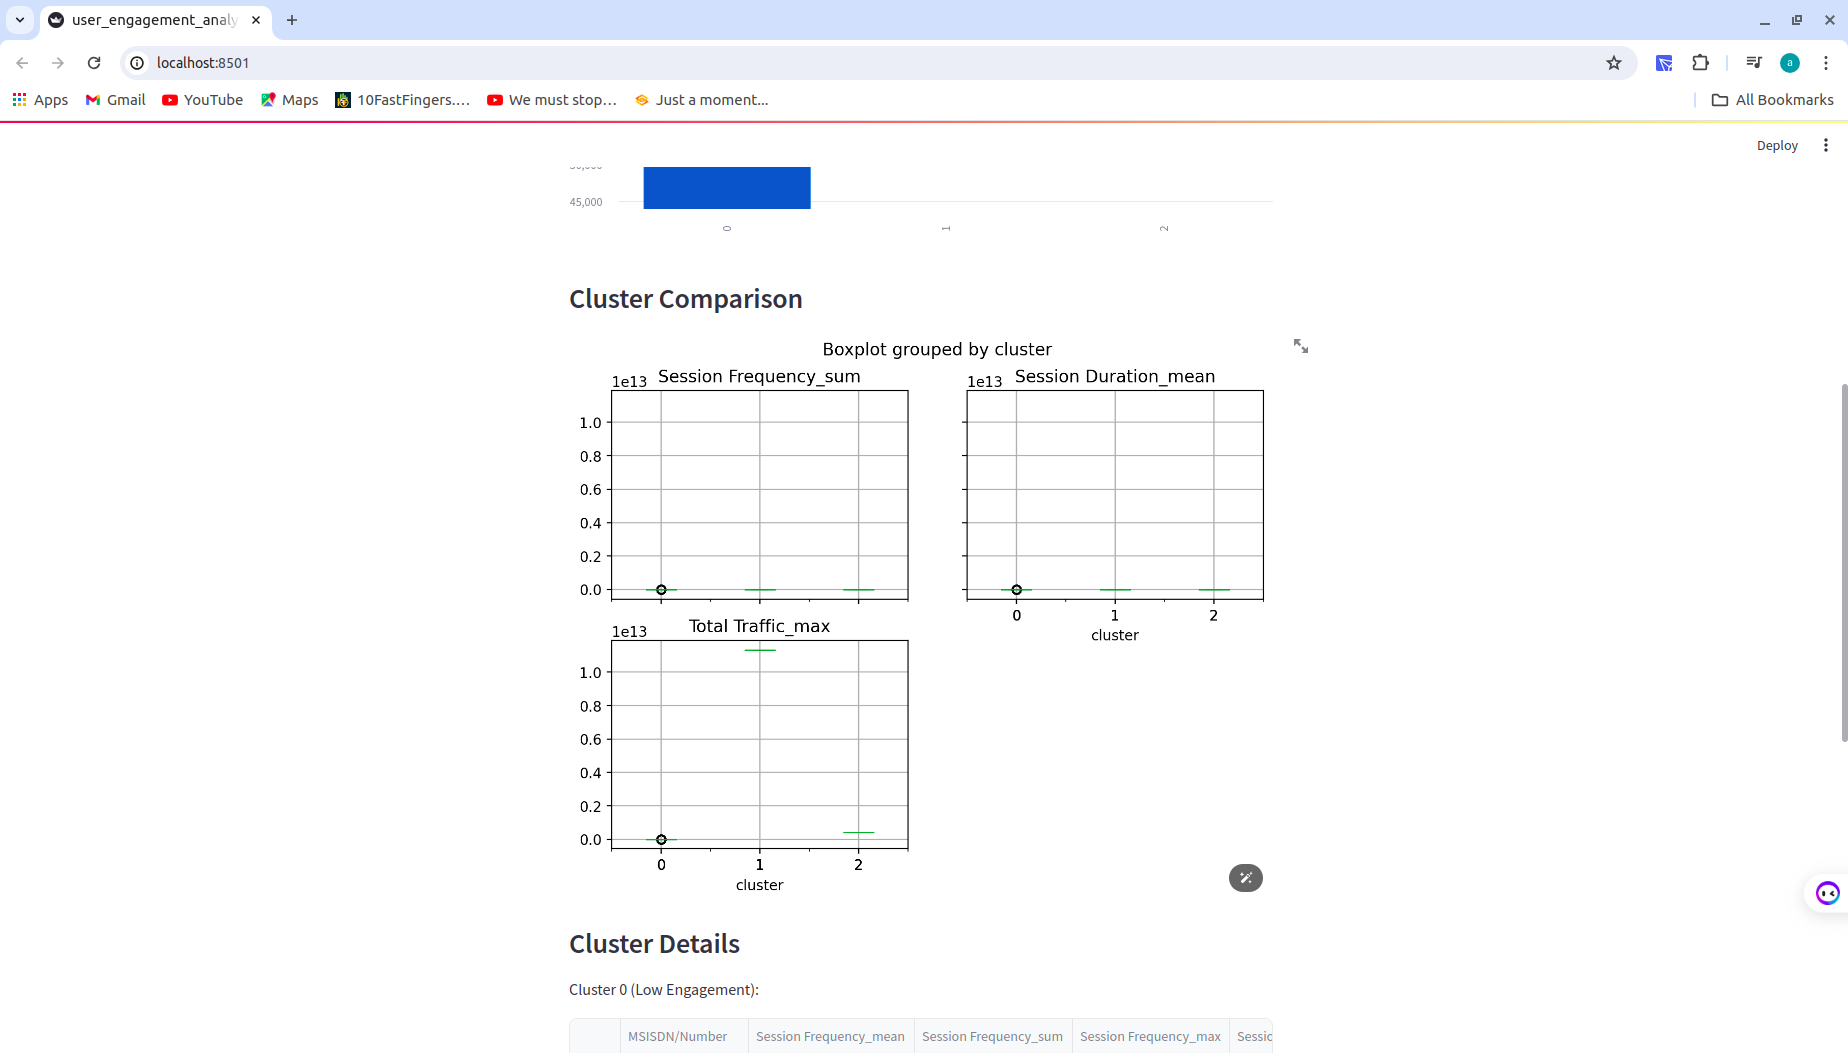 user_engagement_analy
localhost:8501
a
Apps
Gmail
YouTube
Maps
10FastFingers....
We must stop...
Just a moment...
All Bookmarks
Deploy
45,000
0
1
2
Cluster Comparison
Boxplot grouped by cluster
1e13 Session Frequency_sum
1.0
0.8
0.6
0.4
0.2
0.0
1e13 Session Duration_mean
0 1 2
cluster
1e13 Total Traffic_max
1.0
0.8
0.6
0.4
0.2
0.0
0 1 2
cluster
Cluster Details
Cluster 0 (Low Engagement):
MSISDN/Number Session Frequency_mean Session Frequency_sum Session Frequency_max Sessio